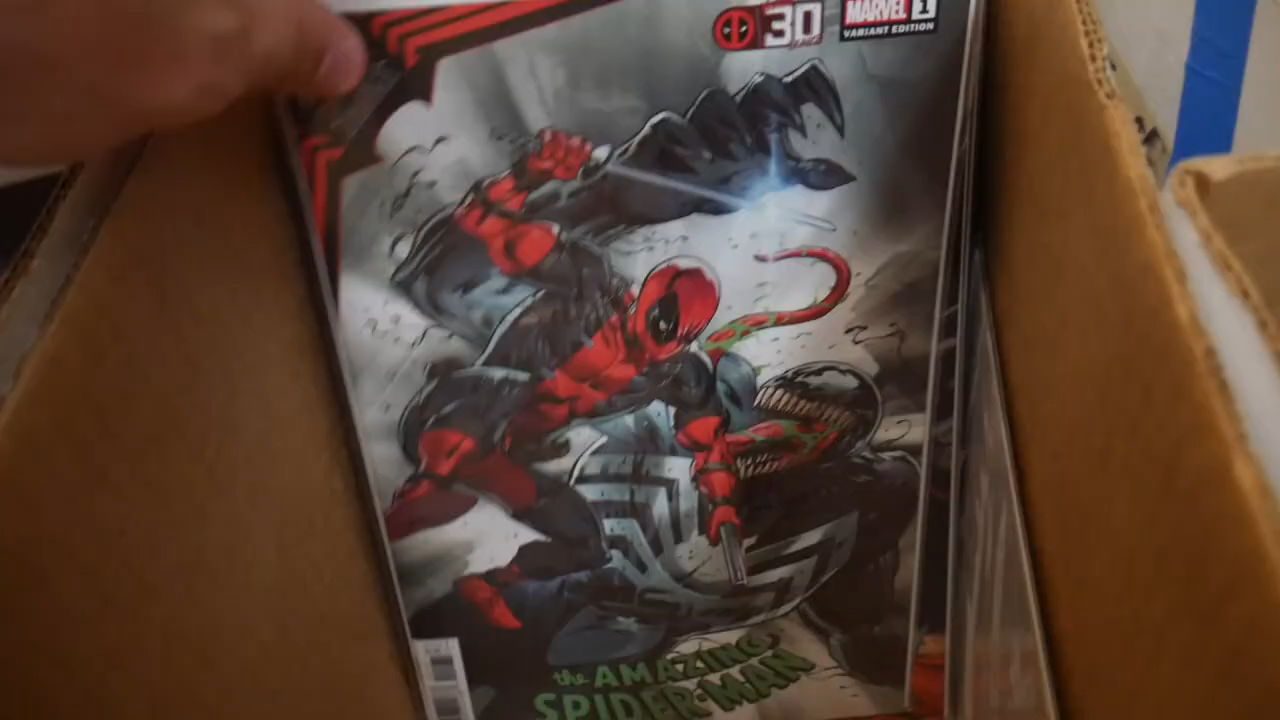 30
MARVEL 1
VARIANT EDITION
the AMAZING
SPIDER-MAN